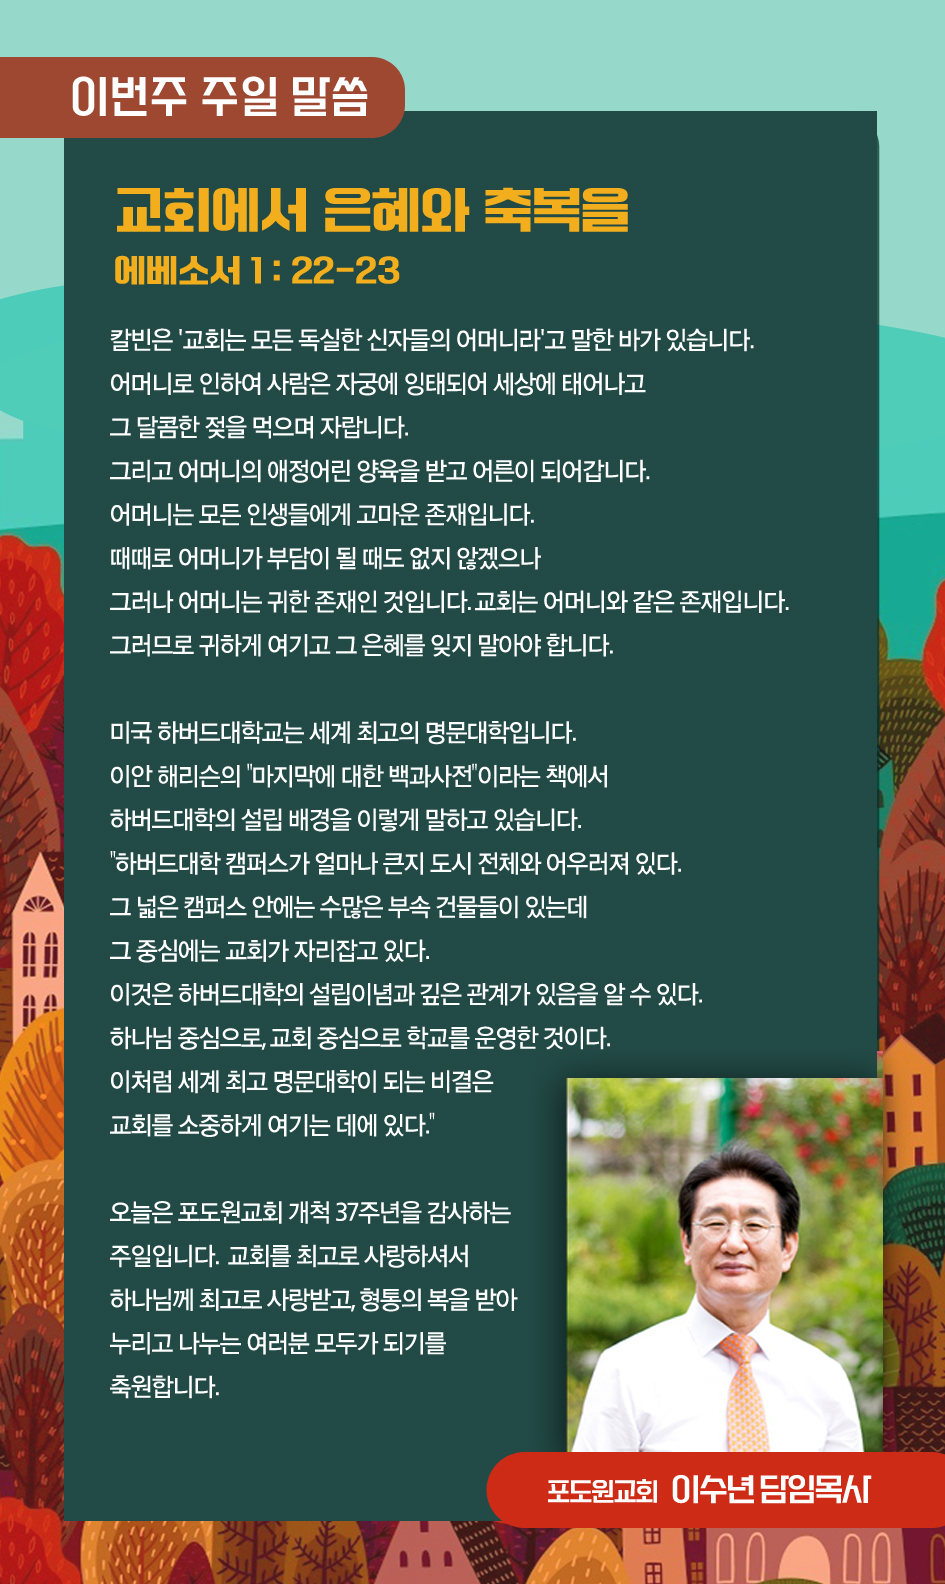 이번주 주일 말씀
교회에서 은혜와 축복을
에베소서 1 : 22-23
칼빈은 '교회는 모든 독실한 신자들의 어머니라'고 말한 바가 있습니다.
어머니로 인하여 사람은 자궁에 잉태되어 세상에 태어나고
그 달콤한 젖을 먹으며 자랍니다.
그리고 어머니의 애정어린 양육을 받고 어른이 되어갑니다.
어머니는 모든 인생들에게 고마운 존재입니다.
때때로 어머니가 부담이 될 때도 없지 않겠으나
그러나 어머니는 귀한 존재인 것입니다. 교회는 어머니와 같은 존재입니다.
그러므로 귀하게 여기고 그 은혜를 잊지 말아야 합니다.
미국 하버드대학교는 세계 최고의 명문대학입니다.
이안 해리슨의 "마지막에 대한 백과사전"이라는 책에서
하버드대학의 설립 배경을 이렇게 말하고 있습니다.
"하버드대학 캠퍼스가 얼마나 큰지 도시 전체와 어우러져 있다.
그 넓은 캠퍼스 안에는 수많은 부속 건물들이 있는데
그 중심에는 교회가 자리잡고 있다.
이것은 하버드대학의 설립이념과 깊은 관계가 있음을 알 수 있다.
하나님 중심으로, 교회 중심으로 학교를 운영한 것이다.
이처럼 세계 최고 명문대학이 되는 비결은
교회를 소중하게 여기는 데에 있다."
오늘은 포도원교회 개척 37주년을 감사하는
주일입니다. 교회를 최고로 사랑하셔서
하나님께 최고로 사랑받고, 형통의 복을 받아
누리고 나누는 여러분 모두가 되기를
축원합니다.
포도원교회 이수년 담임목사